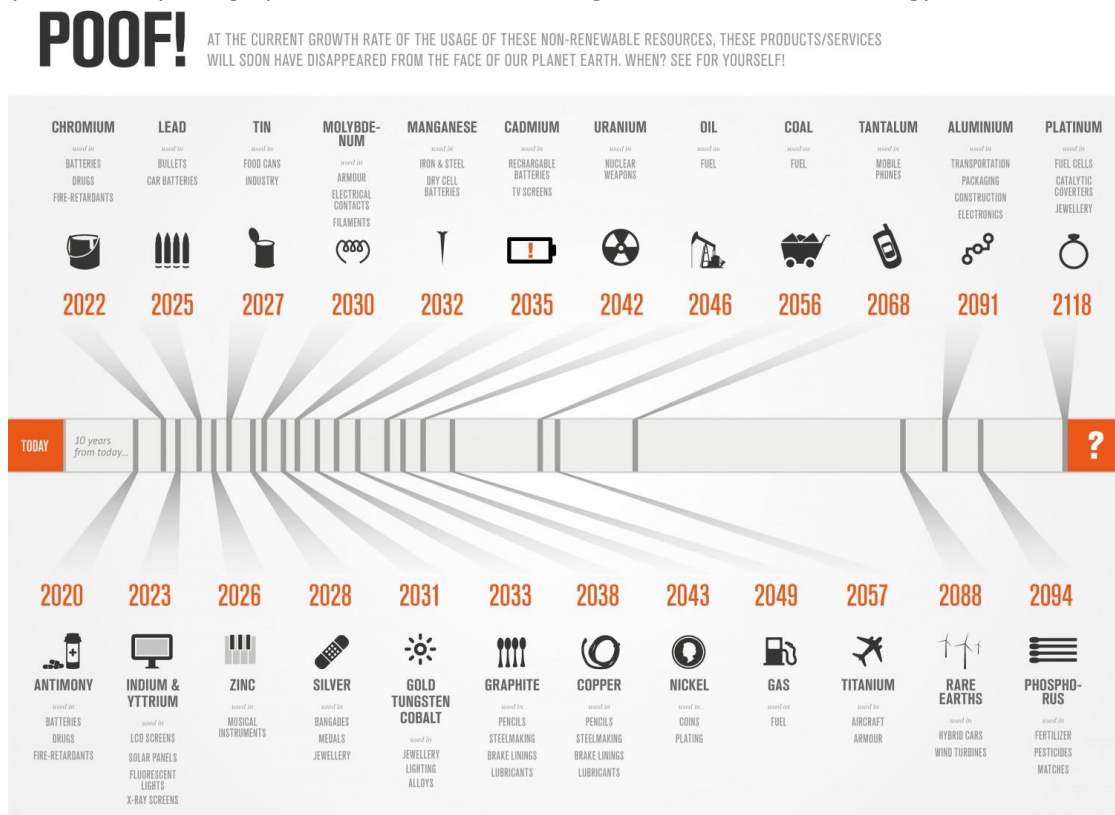 POOF!
AT THE CURRENT GROWTH RATE OF THE USAGE OF THESE NON-RENEWABLE RESOURCES, THESE PRODUCTS/SERVICES
WILL SOON HAVE DISAPPEARED FROM THE FACE OF OUR PLANET EARTH. WHEN? SEE FOR YOURSELF!
CHROMIUM
used in
BATTERIES
DRUGS
FIRE-RETARDANTS
2022
LEAD
used in
BULLETS
CAR BATTERIES
2025
TIN
used in
FOOD CANS
INDUSTRY
2027
MOLYBDE-
NUM
used in
ARMOUR
ELECTRICAL
CONTACTS
FILAMENTS
2030
MANGANESE
used in
IRON & STEEL
DRY CELL
BATTERIES
2032
CADMIUM
used in
RECHARGABLE
BATTERIES
TV SCREENS
!
2035
URANIUM
used in
NUCLEAR
WEAPONS
2042
OIL
used as
FUEL
2046
COAL
used as
FUEL
2056
TANTALUM
used in
MOBILE
PHONES
2068
ALUMINIUM
used in
TRANSPORTATION
PACKAGING
CONSTRUCTION
ELECTRONICS
2091
PLATINUM
used in
FUEL CELLS
CATALYTIC
COVERTERS
JEWELLERY
2118
TODAY
10 years
from today...
?
2020
ANTIMONY
used in
BATTERIES
DRUGS
FIRE-RETARDANTS
2023
INDIUM &
YTTRIUM
used in
LCD SCREENS
SOLAR PANELS
FLUORESCENT
LIGHTS
X-RAY SCREENS
2026
ZINC
used in
MUSICAL
INSTRUMENTS
2028
SILVER
used in
BANGADES
MEDALS
JEWELLERY
2031
GOLD
TUNGSTEN
COBALT
used in
JEWELLERY
LIGHTING
ALLOYS
2033
GRAPHITE
used in
PENCILS
STEELMAKING
BRAKE LININGS
LUBRICANTS
2038
COPPER
used in
PENCILS
STEELMAKING
BRAKE LININGS
LUBRICANTS
2043
NICKEL
used in
COINS
PLATING
2049
GAS
used as
FUEL
2057
TITANIUM
used in
AIRCRAFT
ARMOUR
2088
RARE
EARTHS
used in
HYBRID CARS
WIND TURBINES
2094
PHOSPHO-
RUS
used in
FERTILIZER
PESTICIDES
MATCHES